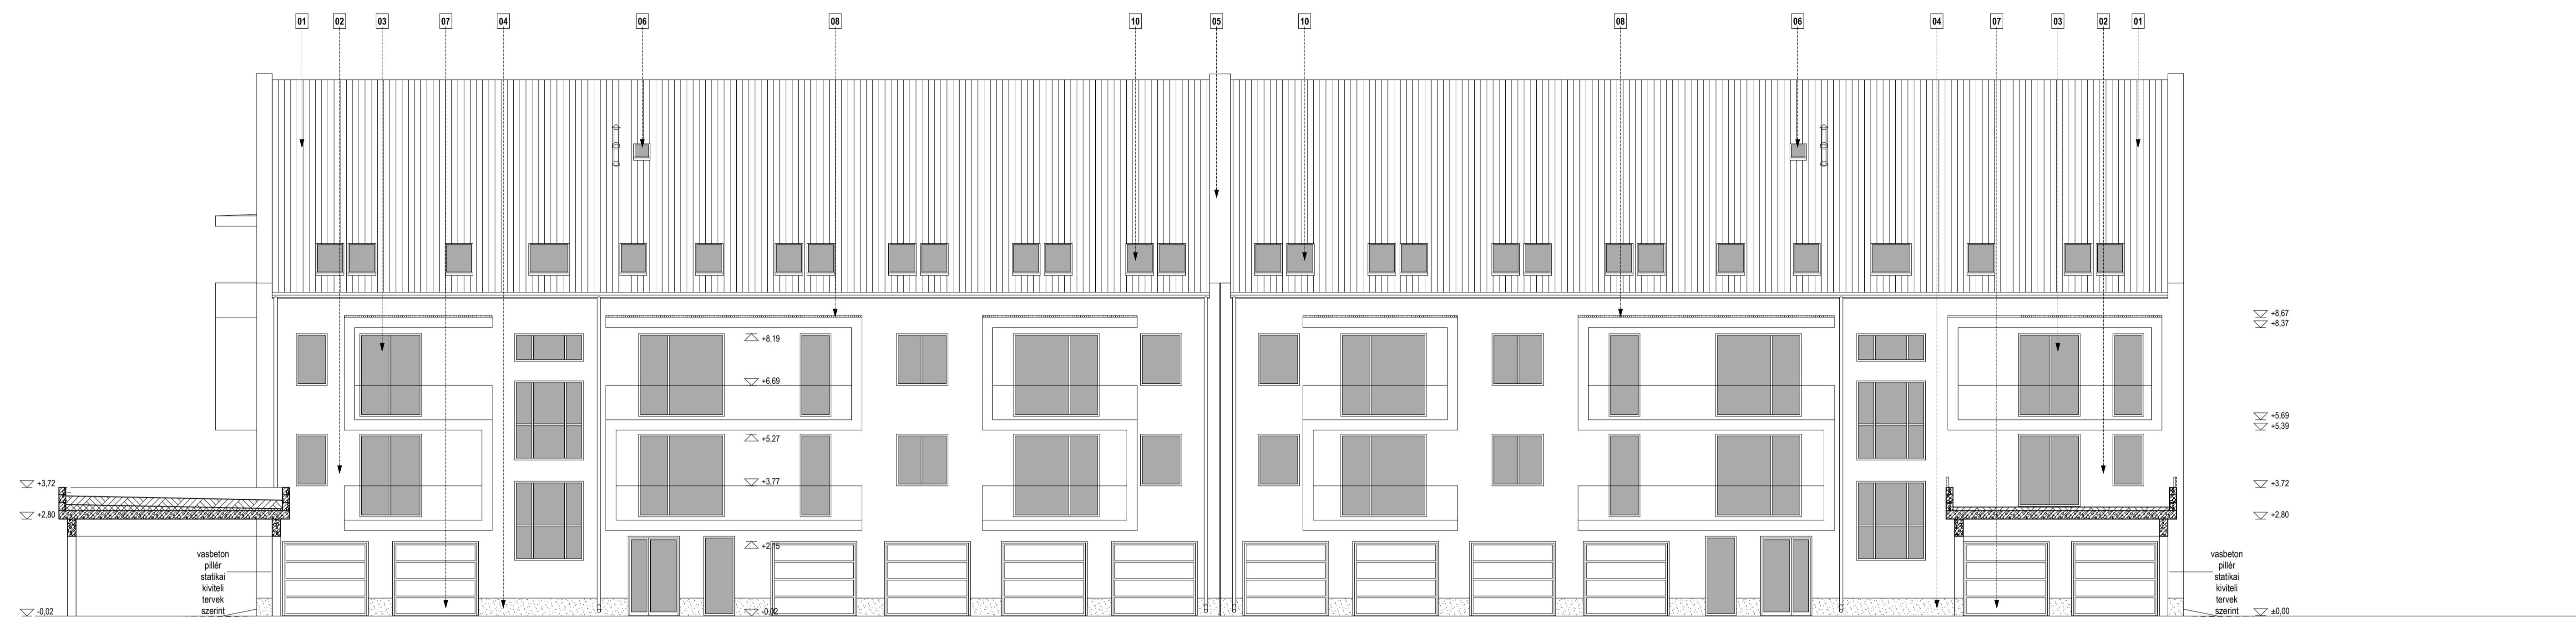 01 02 03 07 04 06 08 10 05 10 08 06 04 07 03 02 01
+8,67
+8,37
+8,19
+6,69
+5,69
+5,39
+5,27
+3,72
+3,77
+3,72
+2,80
+2,80
+2,15
vasbeton
pillér
statikai
kiviteli
tervek
szerint
vasbeton
pillér
statikai
kiviteli
tervek
szerint
-0,02
-0,02
±0,00